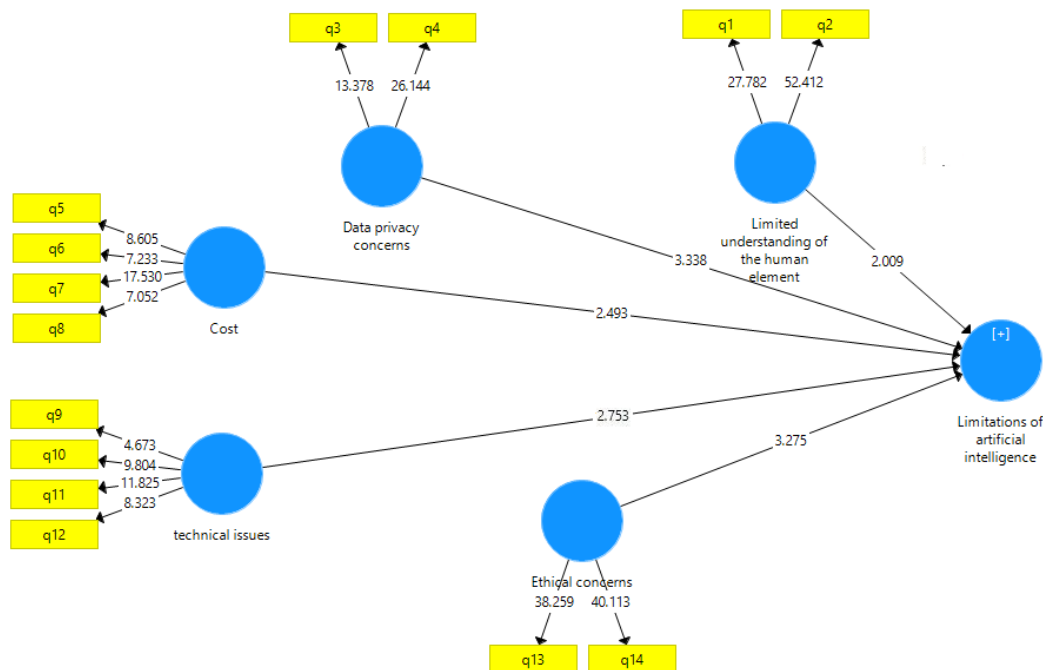 q3
q4
q1
q2
13.378
26.144
27.782
52.412
q5
q6
q7
q8
8.605
7.233
17.530
7.052
Data privacy
concerns
Limited
understanding of
the human
element
Cost
3.338
2.009
2.493
[+]
q9
q10
q11
q12
4.673
9.804
11.825
8.323
2.753
3.275
Limitations of
artificial
intelligence
technical issues
Ethical concerns
38.259
40.113
q13
q14